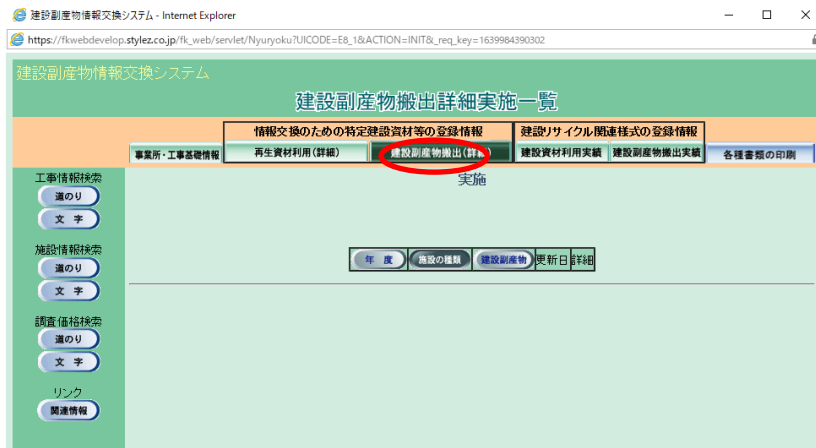 建設副産物情報交換システム - Internet Explorer
https://fkwebdevelop.stylez.co.jp/fk_web/servlet/Nyuryoku?UICODE=E8_1&ACTION=INIT&_req_key=1639984390302
建設副産物情報交換システム
建設副産物搬出詳細実施一覧
情報交換のための特定建設資材等の登録情報 建設リサイクル関連様式の登録情報
事業所・工事基礎情報 再生資材利用(詳細) 建設副産物搬出(詳細) 建設資材利用実績 建設副産物搬出実績 各種書類の印刷
実施
工事情報検索
道のり
文字
年度 施設の種類 建設副産物 更新日 詳細
施設情報検索
道のり
文字
調査価格検索
道のり
文字
リンク
関連情報